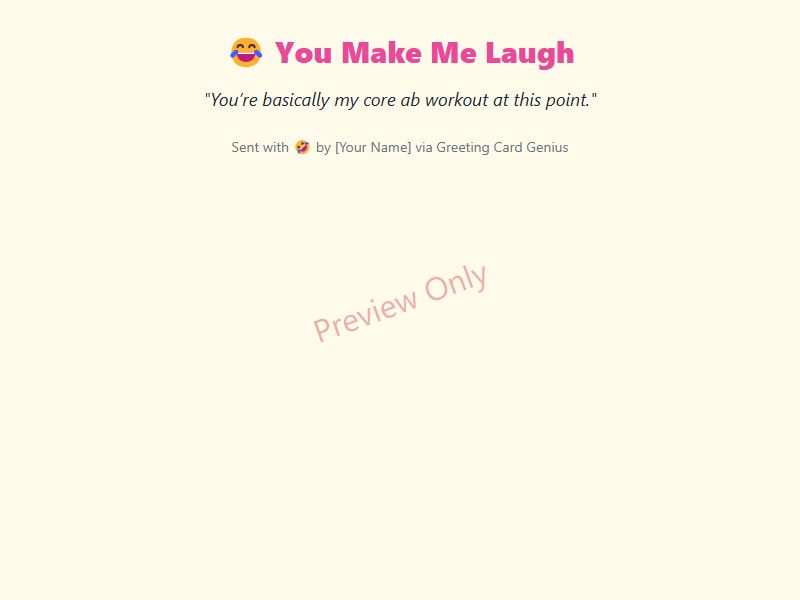 😂 You Make Me Laugh
"You're basically my core ab workout at this point."
Sent with 🤣 by [Your Name] via Greeting Card Genius
Preview Only